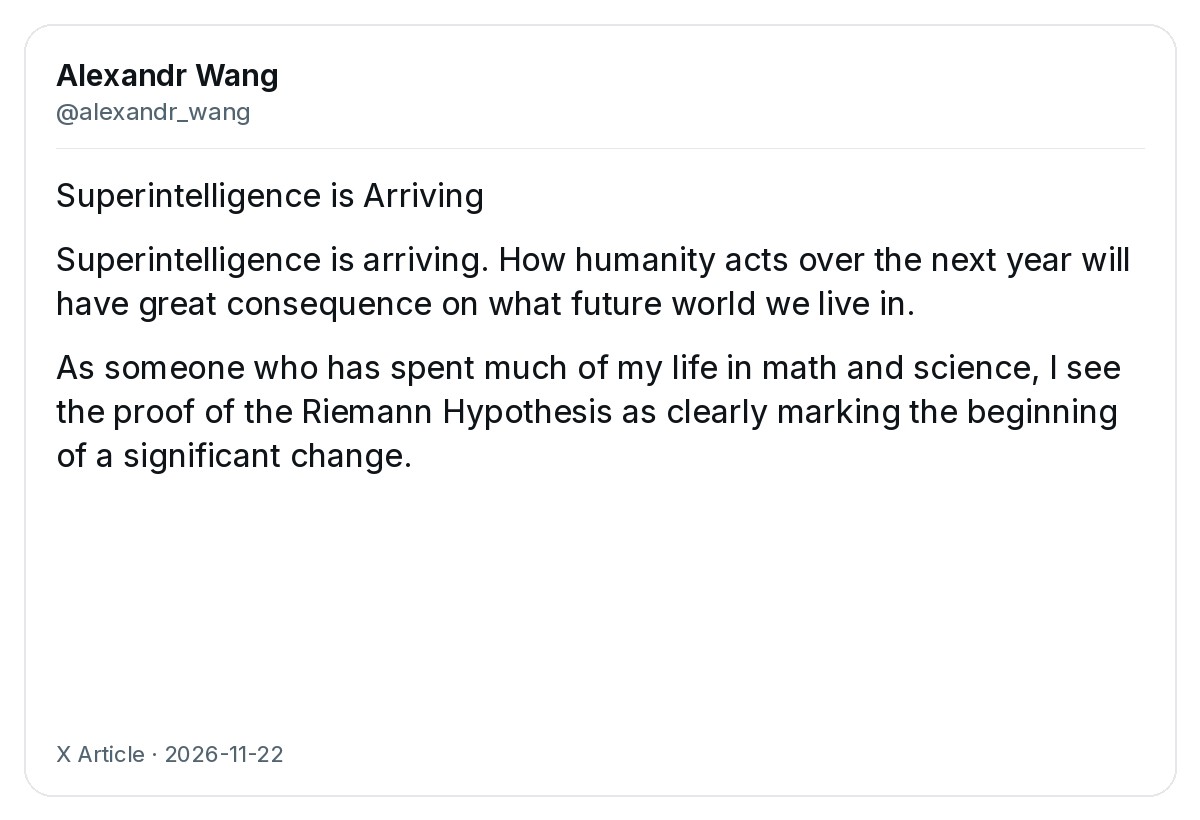 Alexandr Wang
@alexandr_wang
Superintelligence is Arriving
Superintelligence is arriving. How humanity acts over the next year will
have great consequence on what future world we live in.
As someone who has spent much of my life in math and science, I see
the proof of the Riemann Hypothesis as clearly marking the beginning
of a significant change.
X Article · 2026-11-22